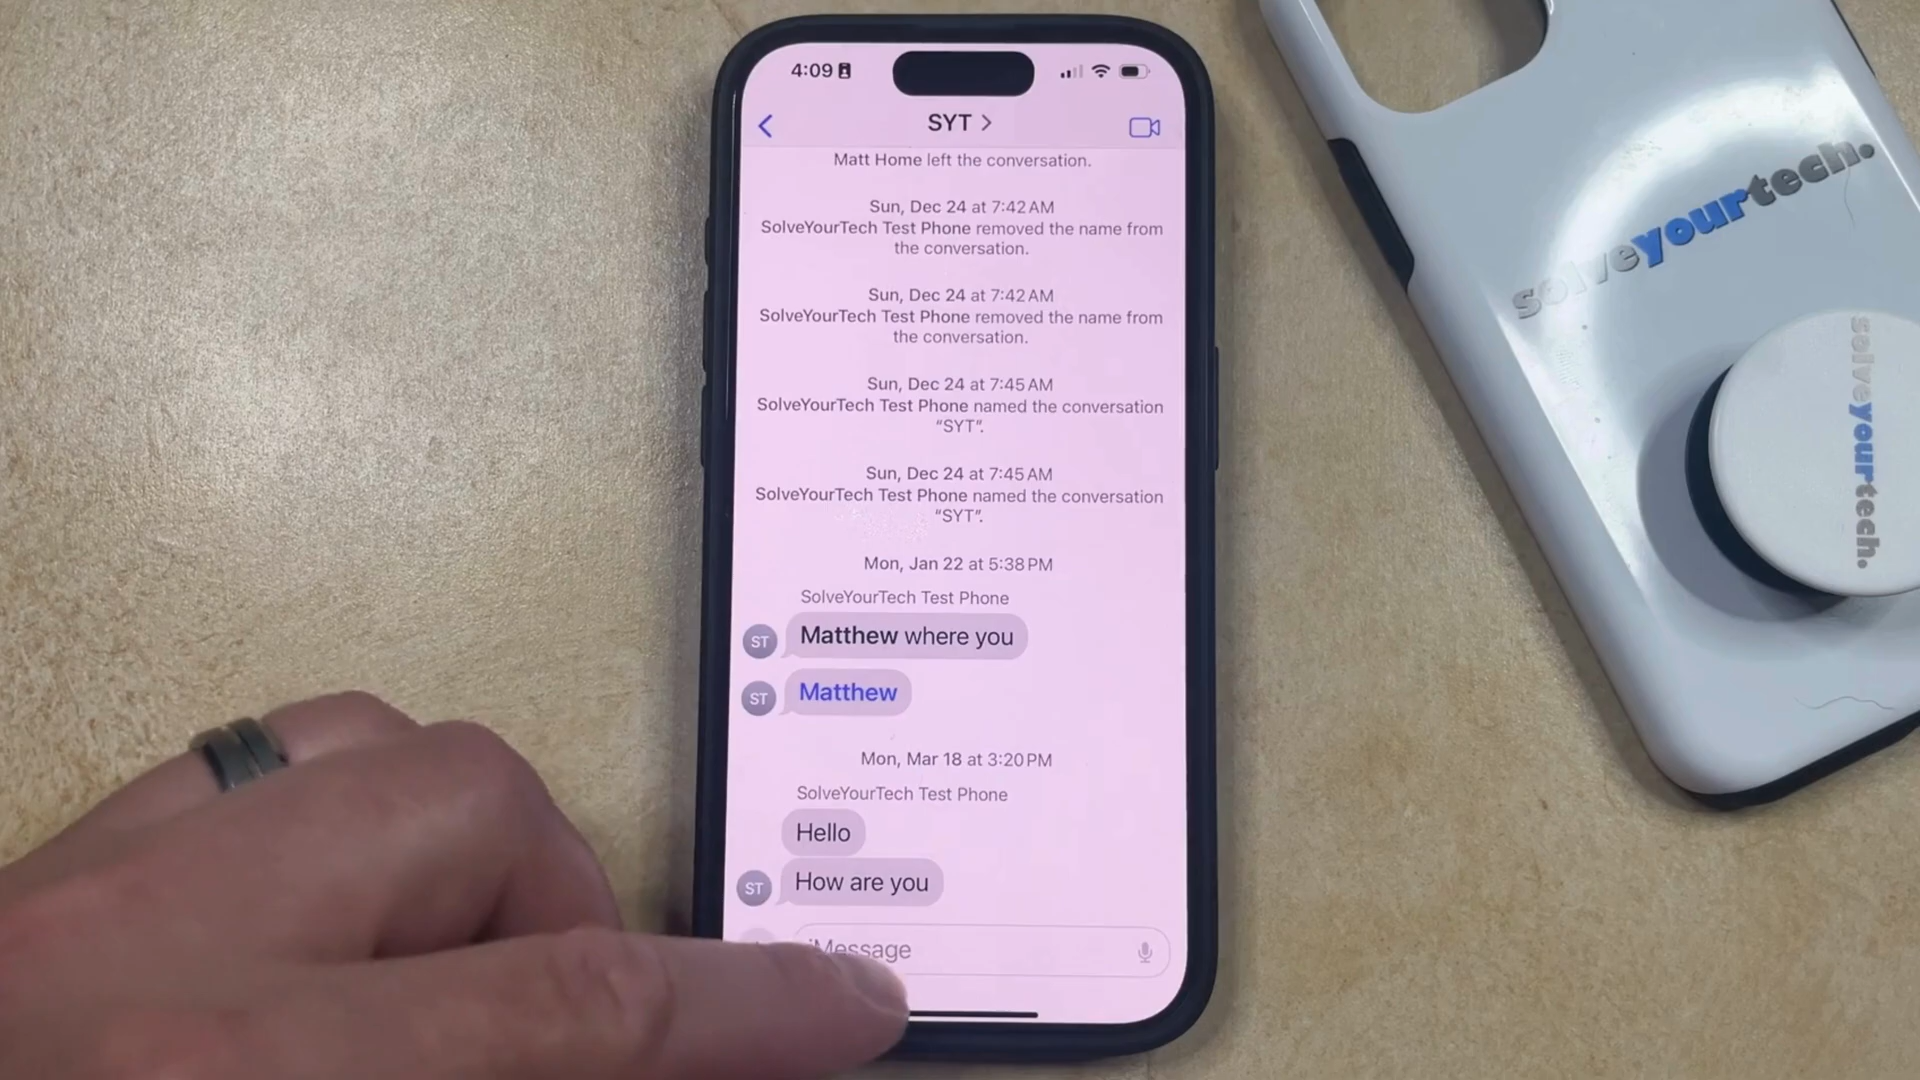 4:09
SYT
Matt Home left the conversation.
Sun, Dec 24 at 7:42 AM
SolveYourTech Test Phone removed the name from
the conversation.
Sun, Dec 24 at 7:42 AM
SolveYourTech Test Phone removed the name from
the conversation.
Sun, Dec 24 at 7:45 AM
SolveYourTech Test Phone named the conversation
“SYT”.
Sun, Dec 24 at 7:45 AM
SolveYourTech Test Phone named the conversation
“SYT”.
Mon, Jan 22 at 5:38 PM
SolveYourTech Test Phone
ST Matthew where you
ST Matthew
Mon, Mar 18 at 3:20 PM
SolveYourTech Test Phone
Hello
ST How are you
iMessage
solveyourtech.
solveyourtech.